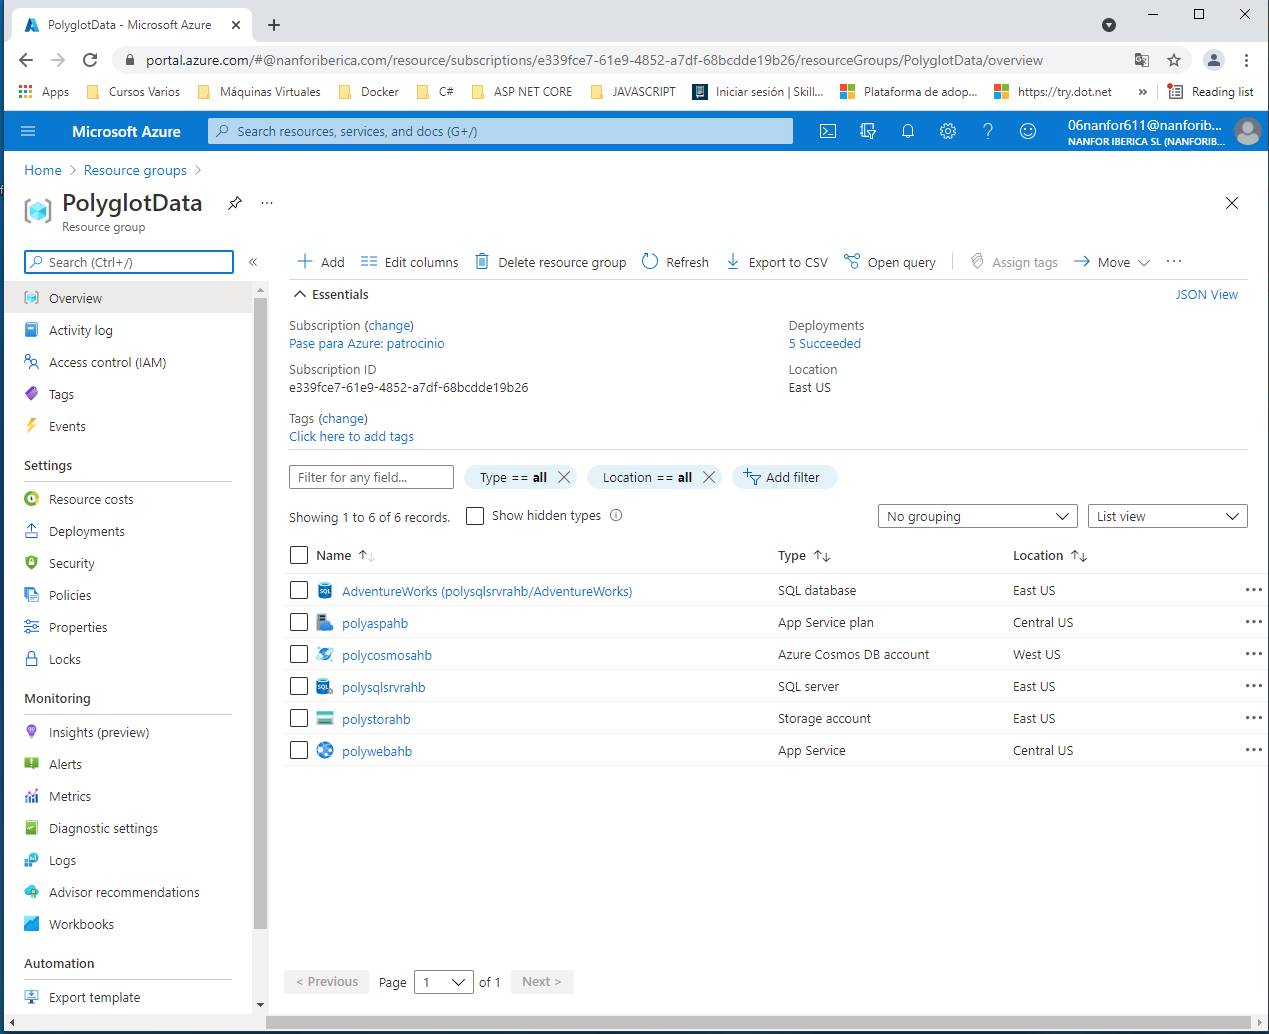 PolyglotData - Microsoft Azure
portal.azure.com/#@nanforiberica.com/resource/subscriptions/e339fce7-61e9-4852-a7df-68bcdde19b26/resourceGroups/PolyglotData/overview
Apps Cursos Varios Máquinas Virtuales Docker C# ASP NET CORE JAVASCRIPT Iniciar sesión | Skill... Plataforma de adop... https://try.dot.net » Reading list
Microsoft Azure Search resources, services, and docs (G+/) 06nanfor611@nanforib...
NANFOR IBERICA SL (NANFORIB...
Home > Resource groups >
PolyglotData ...
Resource group
Search (Ctrl+/) «
Overview
Activity log
Access control (IAM)
Tags
Events
Settings
Resource costs
Deployments
Security
Policies
Properties
Locks
Monitoring
Insights (preview)
Alerts
Metrics
Diagnostic settings
Logs
Advisor recommendations
Workbooks
Automation
Export template
Add Edit columns Delete resource group Refresh Export to CSV Open query Assign tags Move ...
Essentials JSON View
Subscription (change)
Pase para Azure: patrocinio
Subscription ID
e339fce7-61e9-4852-a7df-68bcdde19b26
Deployments
5 Succeeded
Location
East US
Tags (change)
Click here to add tags
Filter for any field... Type == all Location == all Add filter
Showing 1 to 6 of 6 records. Show hidden types No grouping List view
Name Type Location
AdventureWorks (polysqlsrvrahb/AdventureWorks) SQL database East US ...
polyaspahb App Service plan Central US ...
polycosmosahb Azure Cosmos DB account West US ...
polysqlsrvrahb SQL server East US ...
polystorahb Storage account East US ...
polywebahb App Service Central US ...
< Previous Page 1 of 1 Next >